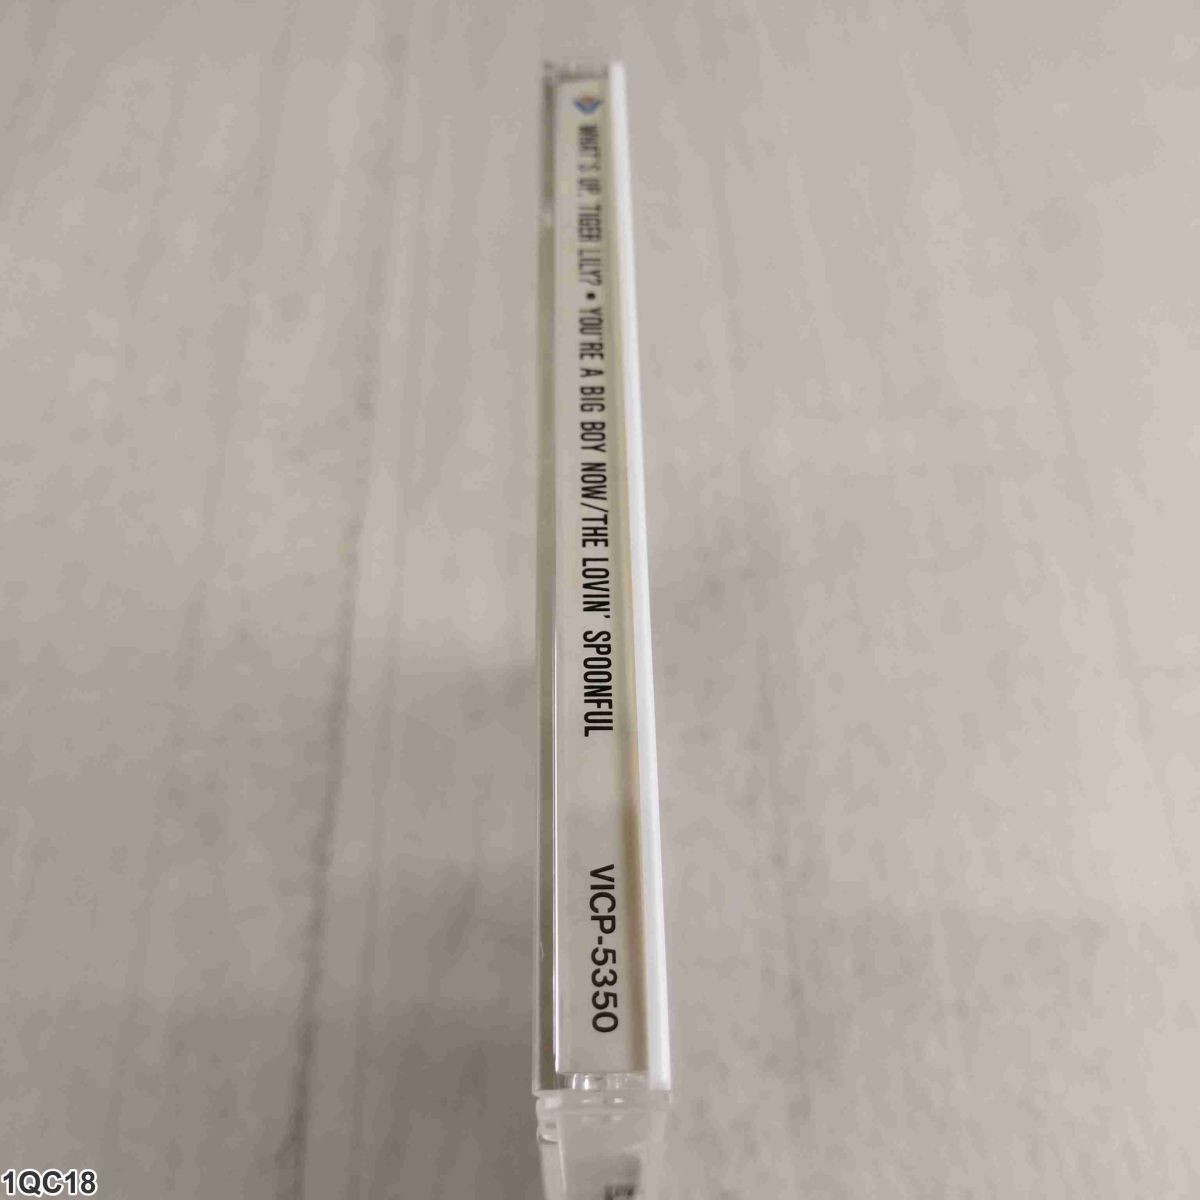 WHAT'S UP, TIGER LILY? • YOU'RE A BIG BOY NOW/THE LOVIN' SPOONFUL
VICP-5350
1QC18